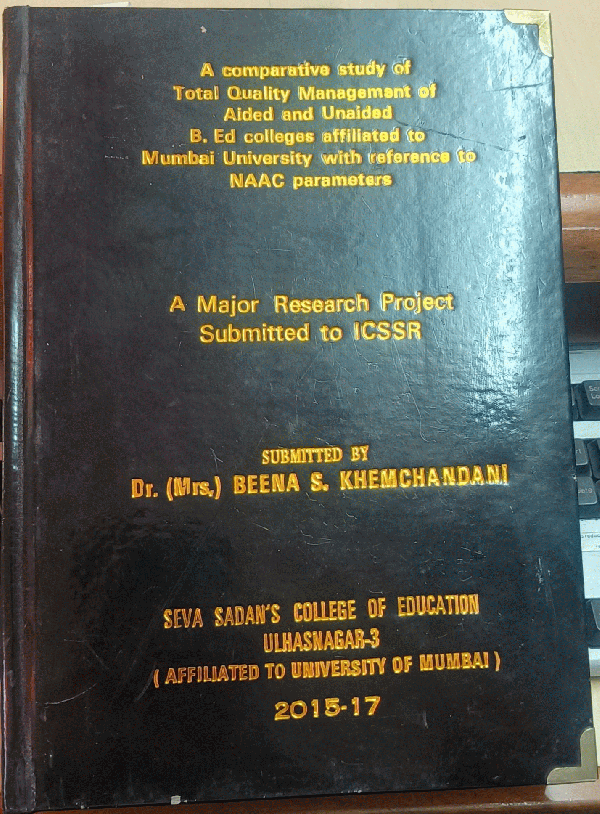 A comparative study of
Total Quality Management of
Aided and Unaided
B. Ed colleges affiliated to
Mumbai University with reference to
NAAC parameters
A Major Research Project
Submitted to ICSSR
SUBMITTED BY
Dr. (Mrs.) BEENA S. KHEMCHANDANI
SEVA SADAN'S COLLEGE OF EDUCATION
ULHASNAGAR-3
( AFFILIATED TO UNIVERSITY OF MUMBAI )
2015-17